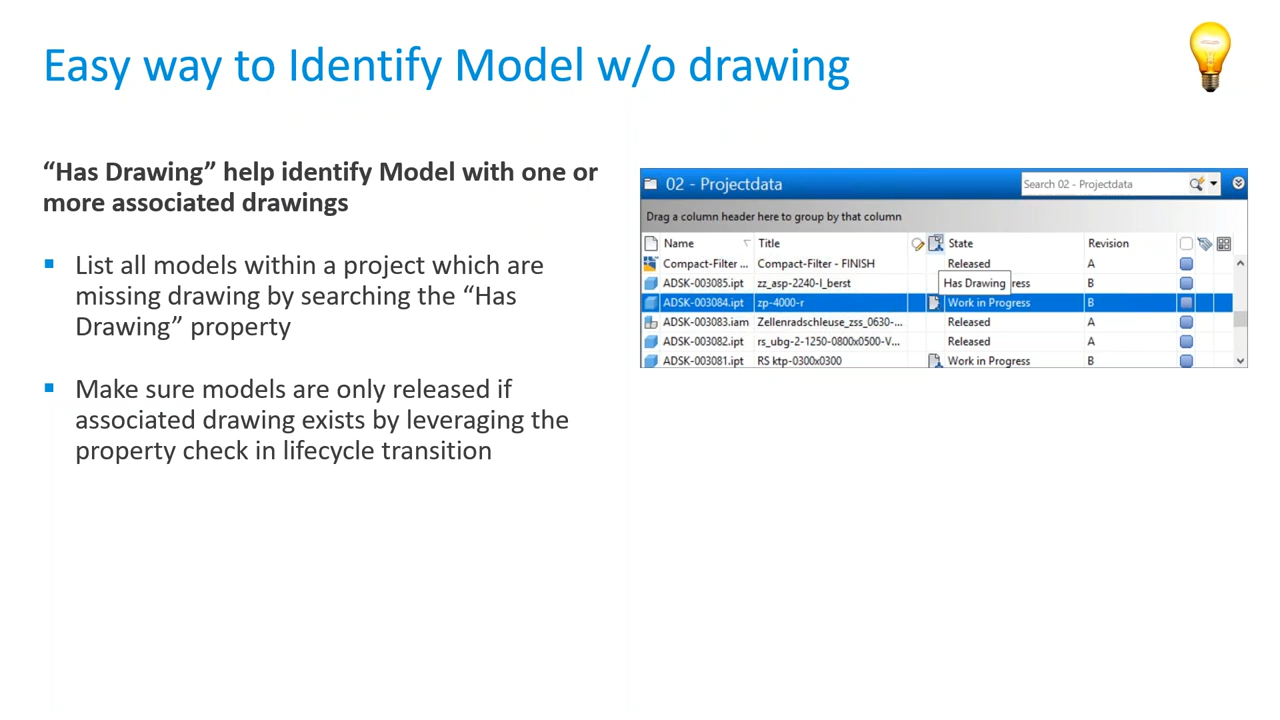 Easy way to Identify Model w/o drawing
“Has Drawing” help identify Model with one or
more associated drawings
List all models within a project which are
missing drawing by searching the “Has
Drawing” property
Make sure models are only released if
associated drawing exists by leveraging the
property check in lifecycle transition
02 - Projectdata Search 02 - Projectdata
Drag a column header here to group by that column
Name Title State Revision
Compact-Filter ... Compact-Filter - FINISH Released A
ADSK-003085.ipt zz_asp-2240-l_berst Has Drawing ress B
ADSK-003084.ipt zp-4000-r Work in Progress B
ADSK-003083.iam Zellenradschleuse_zss_0630-... Released A
ADSK-003082.ipt rs_ubg-2-1250-0800x0500-V... Released A
ADSK-003081.ipt RS ktp-0300x0300 Work in Progress B